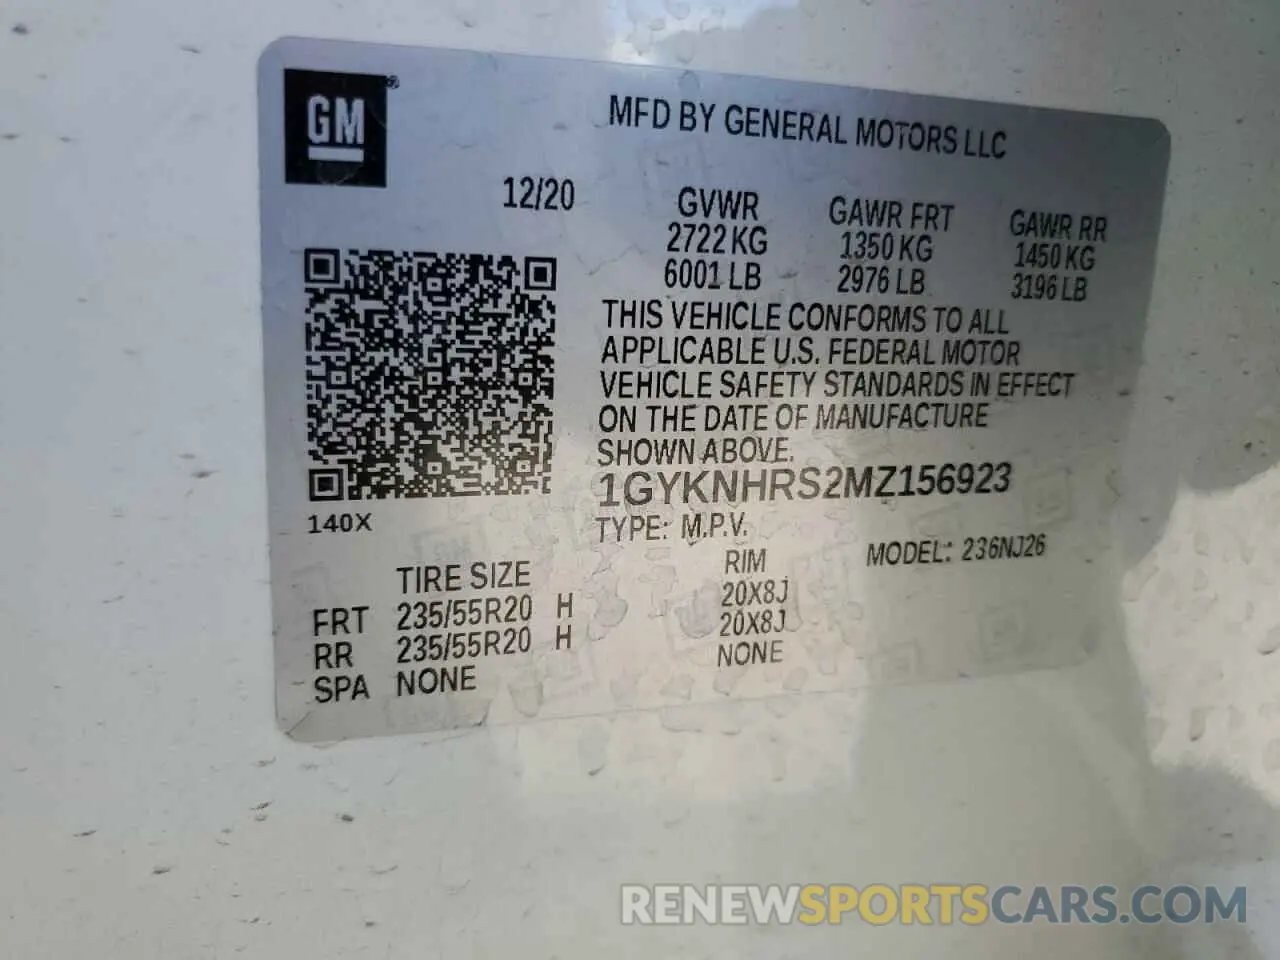 GM ®
MFD BY GENERAL MOTORS LLC
12/20
GVWR GAWR FRT GAWR RR
2722 KG 1350 KG 1450 KG
6001 LB 2976 LB 3196 LB
THIS VEHICLE CONFORMS TO ALL
APPLICABLE U.S. FEDERAL MOTOR
VEHICLE SAFETY STANDARDS IN EFFECT
ON THE DATE OF MANUFACTURE
SHOWN ABOVE.
1GYKNHRS2MZ156923
140X
TYPE: M.P.V.
MODEL: 236NJ26
TIRE SIZE RIM
FRT 235/55R20 H 20X8J
RR 235/55R20 H 20X8J
SPA NONE NONE
RENEWSPORTSCARS.COM